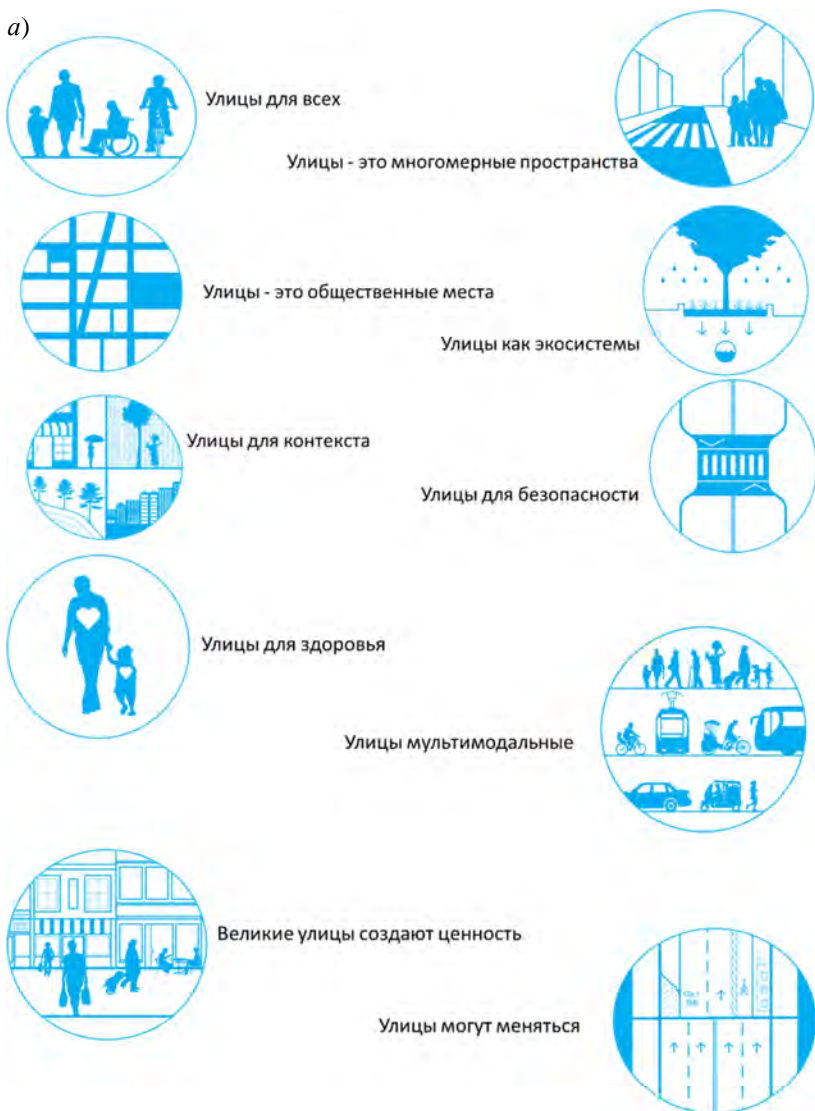 а)
Улицы для всех
Улицы - это многомерные пространства
Улицы - это общественные места
Улицы как экосистемы
Улицы для контекста
Улицы для безопасности
Улицы для здоровья
Улицы мультимодальные
Великие улицы создают ценность
Улицы могут меняться